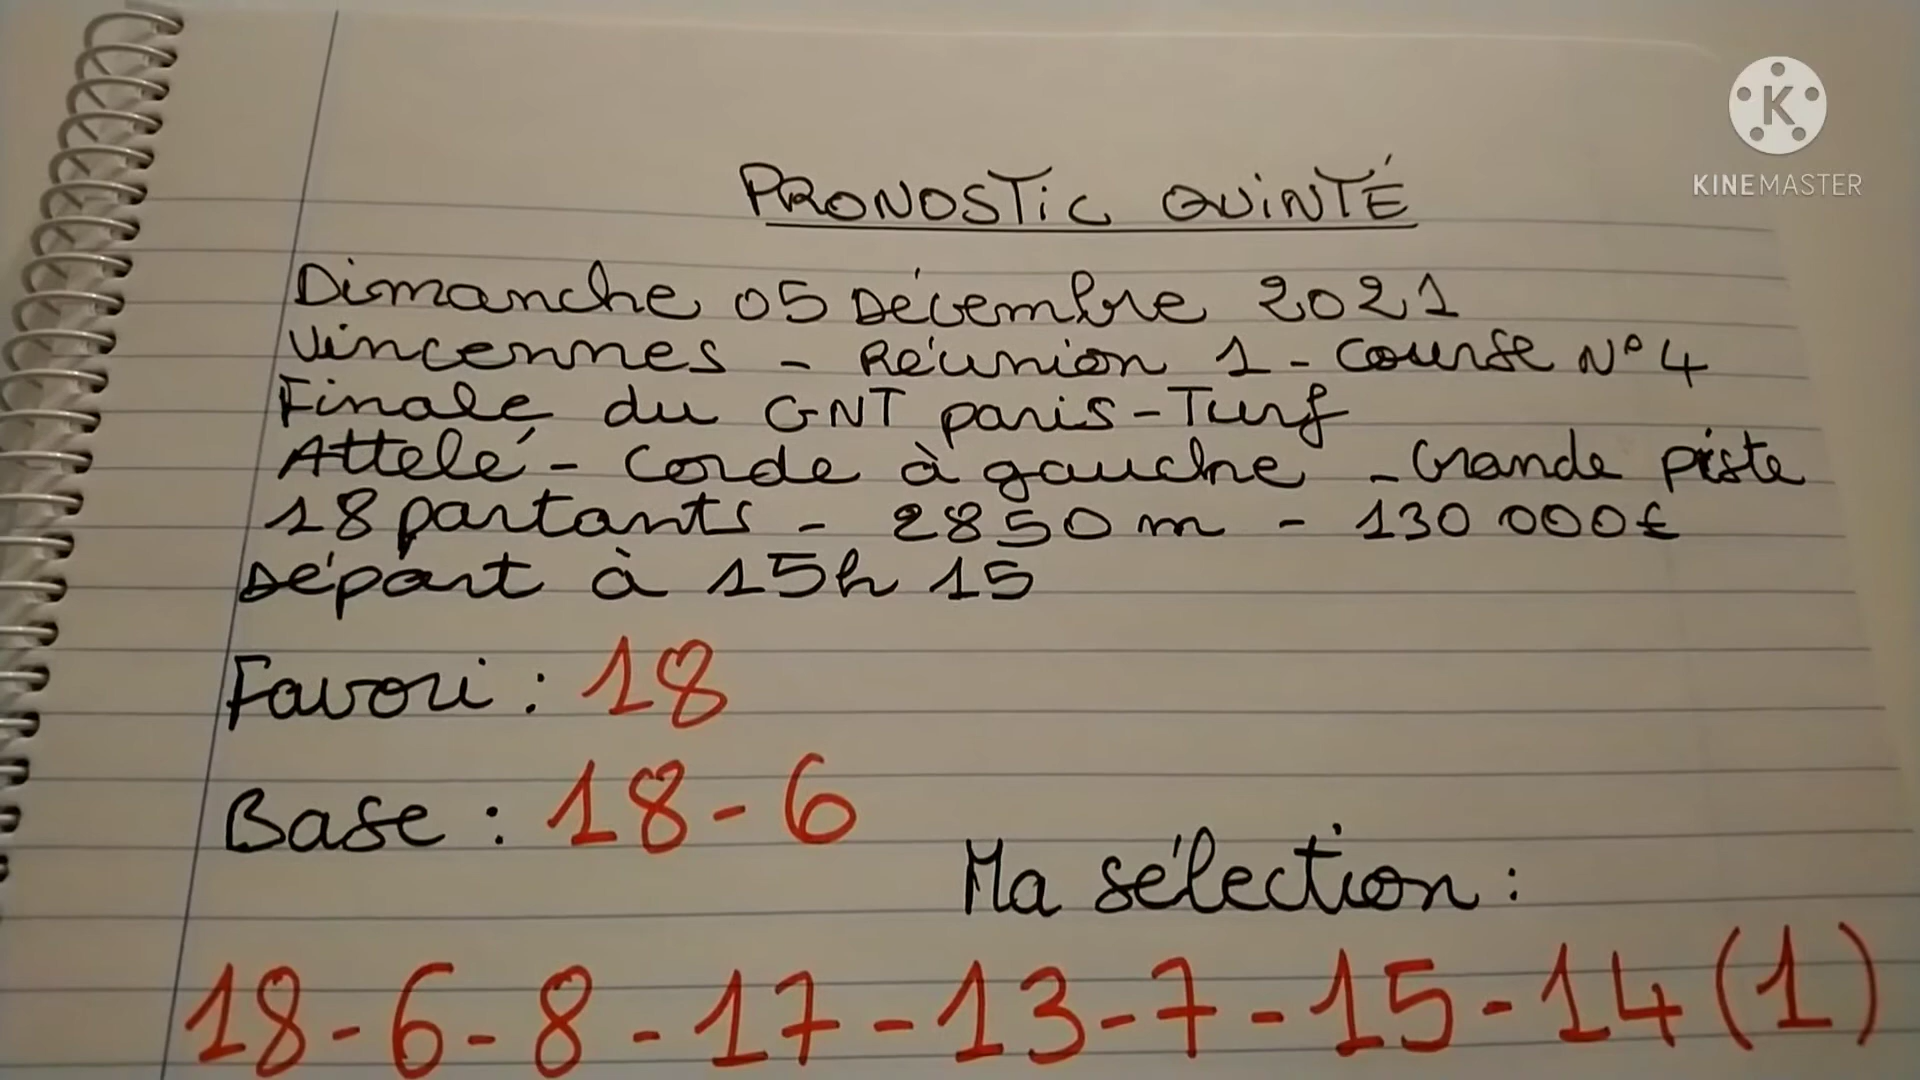 PRONOSTIC QUINTÉ
Dimanche 05 Décembre 2021
Vincennes - Réunion 1 - Course N° 4
Finale du GNT Paris-Turf
Attelé - Corde à gauche - Grande piste
18 partants - 2850 m - 130 000€
Départ à 15h15
Favori : 18
Base : 18 - 6
Ma sélection :
18 - 6 - 8 - 17 - 13 - 7 - 15 - 14 (1)
K
KINEMASTER